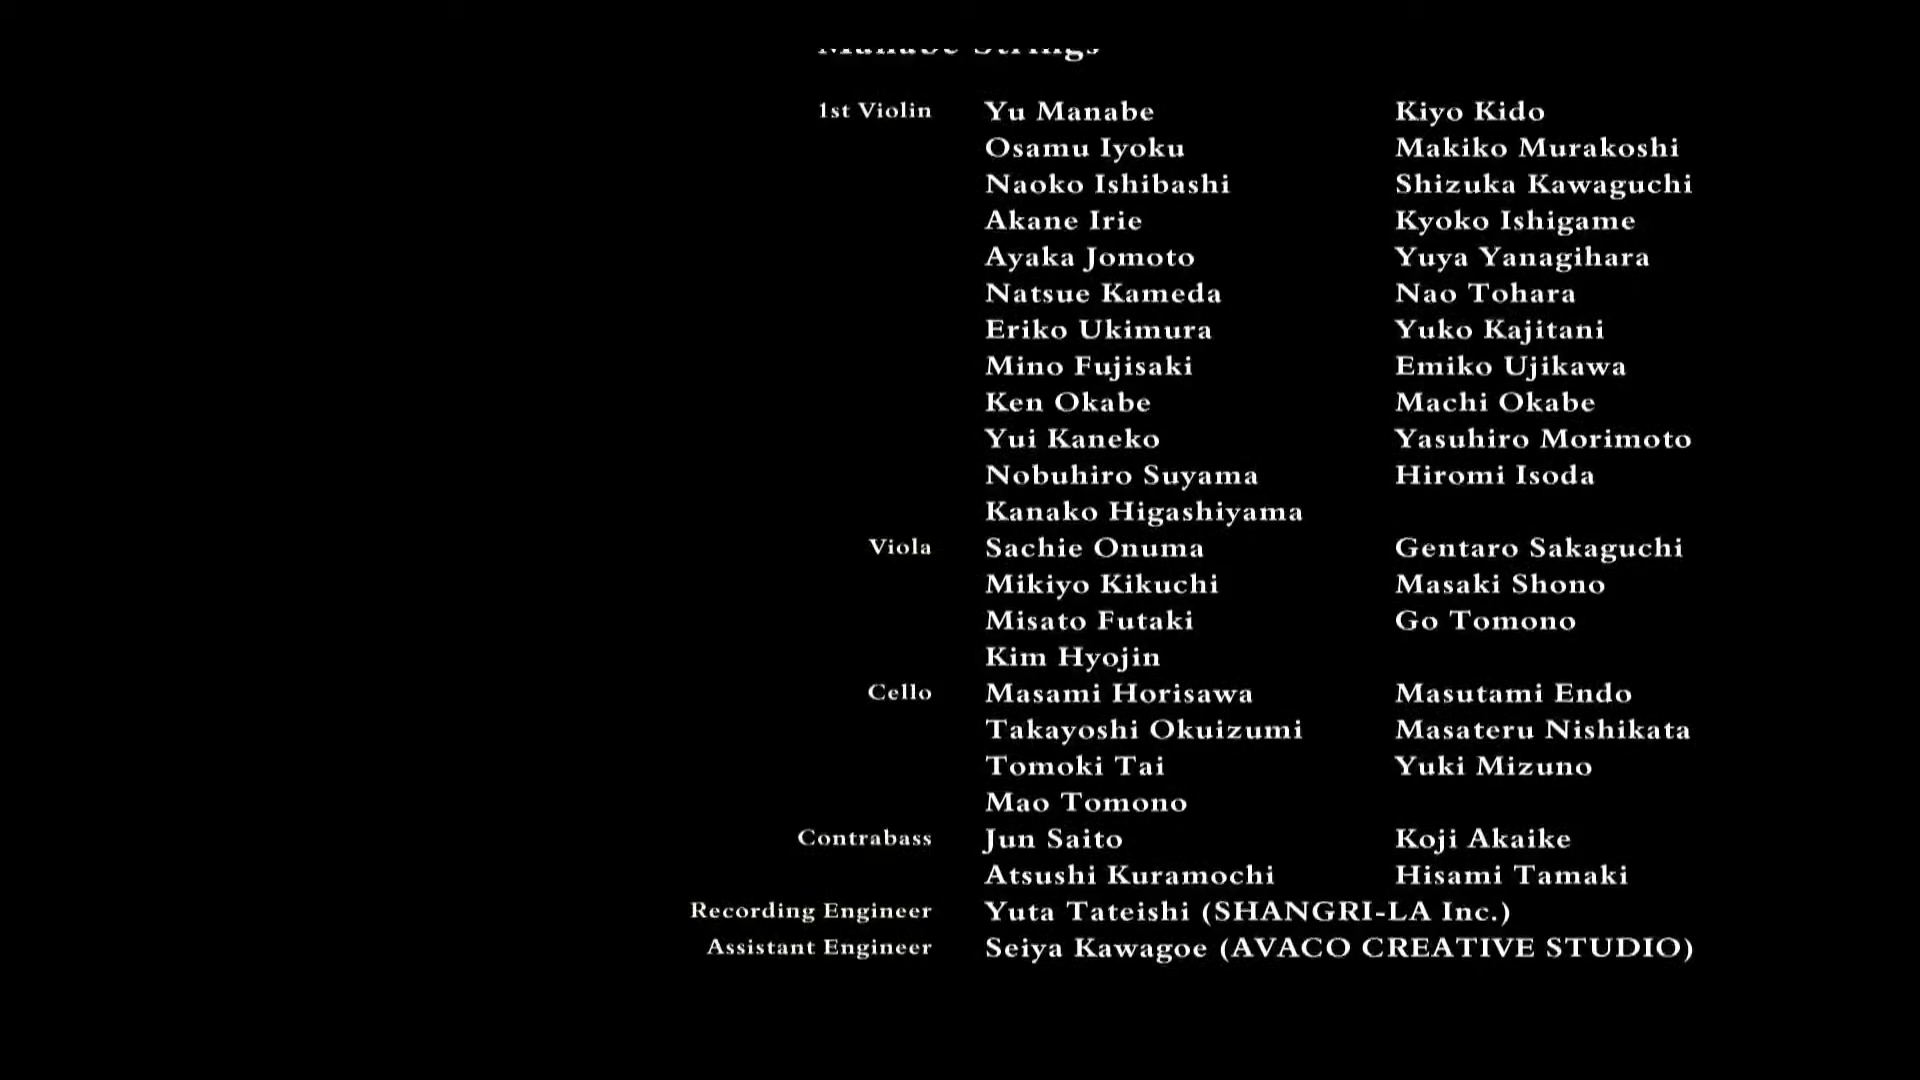 Manabe Strings
1st Violin Yu Manabe Kiyo Kido
Osamu Iyoku Makiko Murakoshi
Naoko Ishibashi Shizuka Kawaguchi
Akane Irie Kyoko Ishigame
Ayaka Jomoto Yuya Yanagihara
Natsue Kameda Nao Tohara
Eriko Ukimura Yuko Kajitani
Mino Fujisaki Emiko Ujikawa
Ken Okabe Machi Okabe
Yui Kaneko Yasuhiro Morimoto
Nobuhiro Suyama Hiromi Isoda
Kanako Higashiyama
Viola Sachie Onuma Gentaro Sakaguchi
Mikiyo Kikuchi Masaki Shono
Misato Futaki Go Tomono
Kim Hyojin
Cello Masami Horisawa Masutami Endo
Takayoshi Okuizumi Masateru Nishikata
Tomoki Tai Yuki Mizuno
Mao Tomono
Contrabass Jun Saito Koji Akaike
Atsushi Kuramochi Hisami Tamaki
Recording Engineer Yuta Tateishi (SHANGRI-LA Inc.)
Assistant Engineer Seiya Kawagoe (AVACO CREATIVE STUDIO)